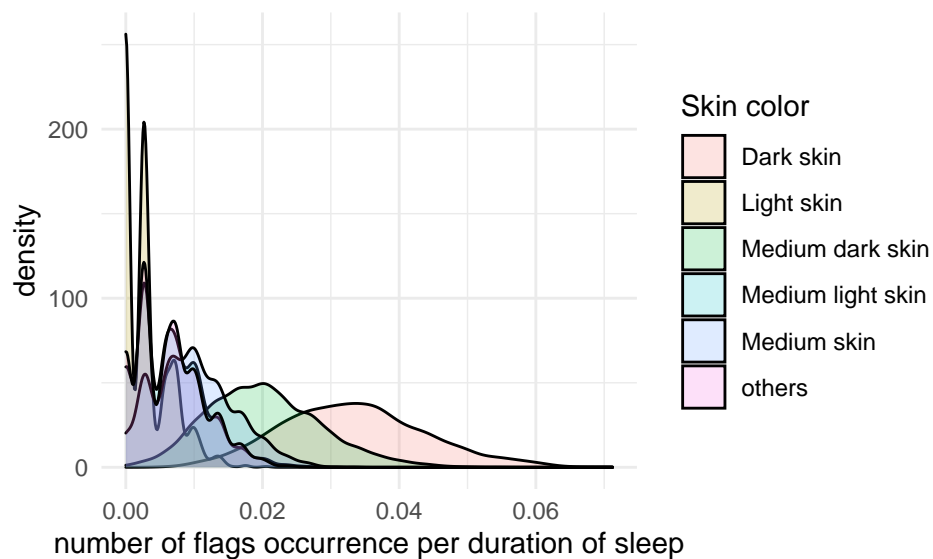 200
100
0
density
0.00 0.02 0.04 0.06
number of flags occurrence per duration of sleep
Skin color
Dark skin
Light skin
Medium dark skin
Medium light skin
Medium skin
others